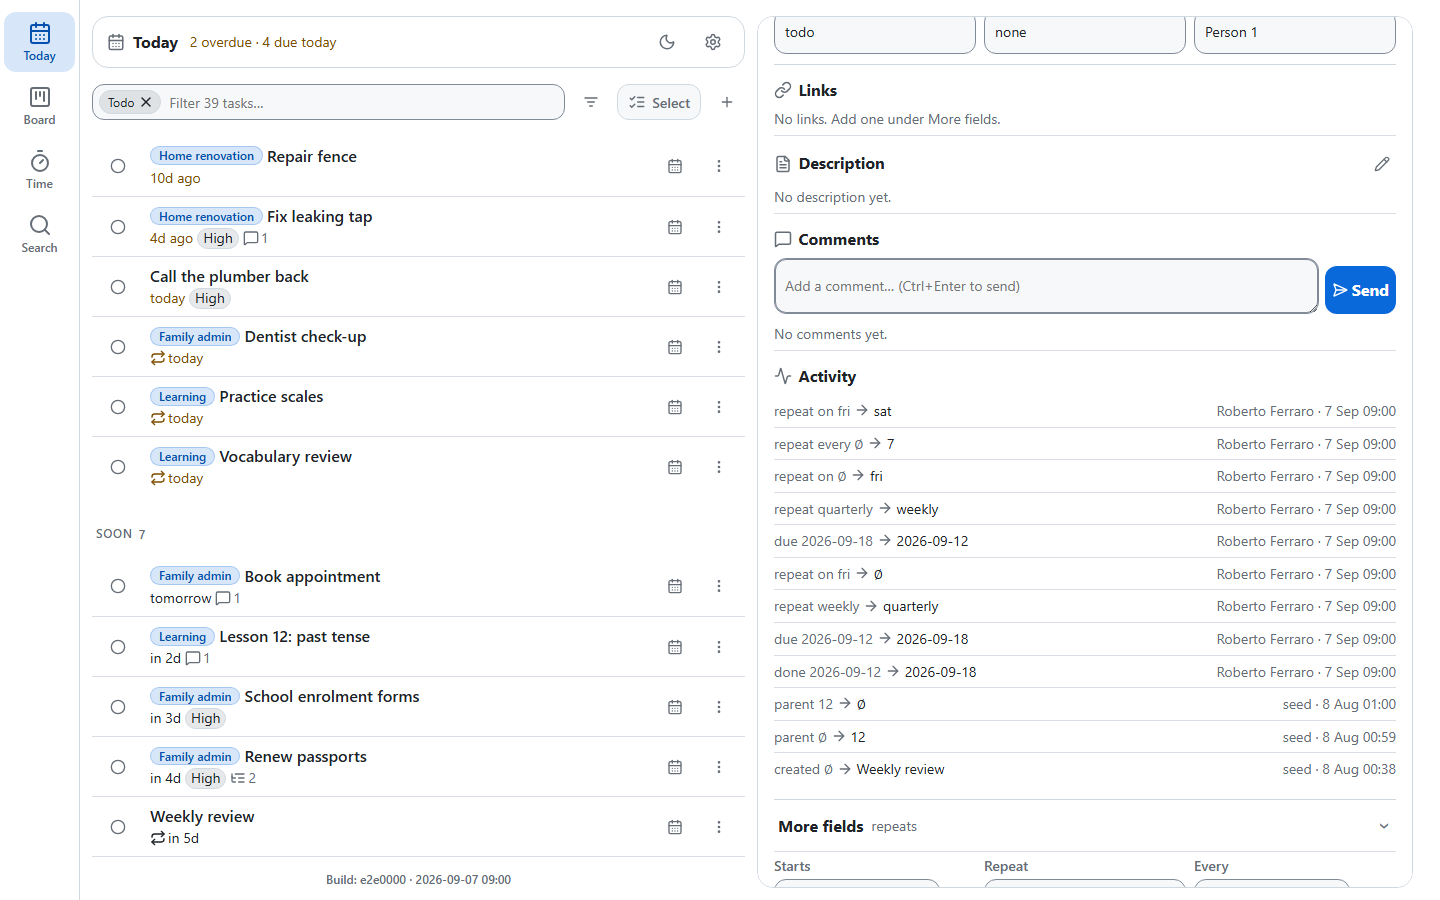 Today
Board
Time
Search
Today 2 overdue · 4 due today
Todo Filter 39 tasks... Select
Home renovation Repair fence
10d ago
Home renovation Fix leaking tap
4d ago High 1
Call the plumber back
today High
Family admin Dentist check-up
today
Learning Practice scales
today
Learning Vocabulary review
today
SOON 7
Family admin Book appointment
tomorrow 1
Learning Lesson 12: past tense
in 2d 1
Family admin School enrolment forms
in 3d High
Family admin Renew passports
in 4d High 2
Weekly review
in 5d
Build: e2e0000 · 2026-09-07 09:00
todo none Person 1
Links
No links. Add one under More fields.
Description
No description yet.
Comments
Add a comment... (Ctrl+Enter to send) Send
No comments yet.
Activity
repeat on fri → sat Roberto Ferraro · 7 Sep 09:00
repeat every ∅ → 7 Roberto Ferraro · 7 Sep 09:00
repeat on ∅ → fri Roberto Ferraro · 7 Sep 09:00
repeat quarterly → weekly Roberto Ferraro · 7 Sep 09:00
due 2026-09-18 → 2026-09-12 Roberto Ferraro · 7 Sep 09:00
repeat on fri → ∅ Roberto Ferraro · 7 Sep 09:00
repeat weekly → quarterly Roberto Ferraro · 7 Sep 09:00
due 2026-09-12 → 2026-09-18 Roberto Ferraro · 7 Sep 09:00
done 2026-09-12 → 2026-09-18 Roberto Ferraro · 7 Sep 09:00
parent 12 → ∅ seed · 8 Aug 01:00
parent ∅ → 12 seed · 8 Aug 00:59
created ∅ → Weekly review seed · 8 Aug 00:38
More fields repeats
Starts Repeat Every